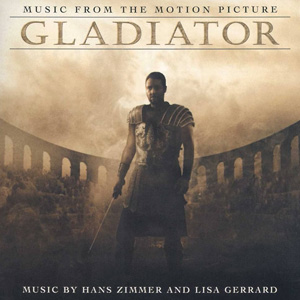 MUSIC FROM THE MOTION PICTURE
GLADIATOR
MUSIC BY HANS ZIMMER AND LISA GERRARD